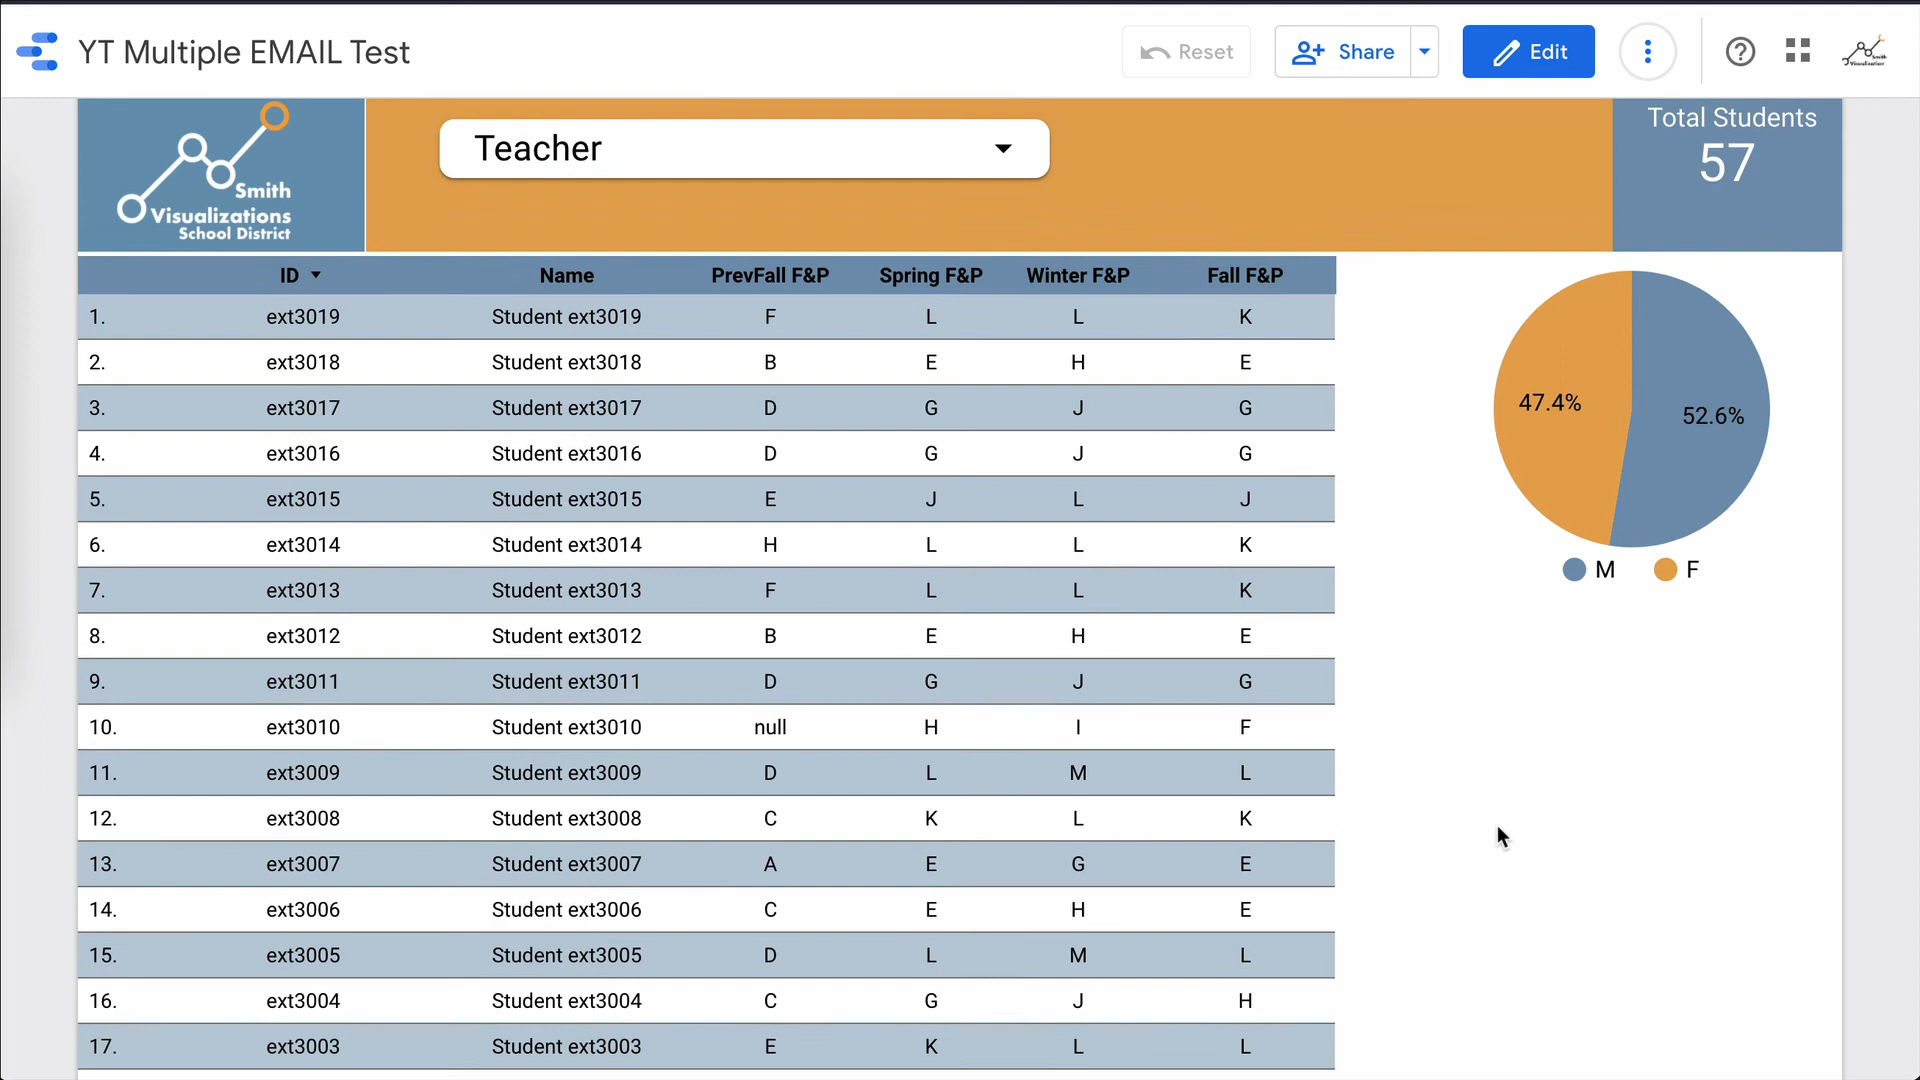 YT Multiple EMAIL Test
Reset
Share
Edit
Smith
Visualizations
School District
Teacher
Total Students
57
ID Name PrevFall F&P Spring F&P Winter F&P Fall F&P
1. ext3019 Student ext3019 F L L K
2. ext3018 Student ext3018 B E H E
3. ext3017 Student ext3017 D G J G
4. ext3016 Student ext3016 D G J G
5. ext3015 Student ext3015 E J L J
6. ext3014 Student ext3014 H L L K
7. ext3013 Student ext3013 F L L K
8. ext3012 Student ext3012 B E H E
9. ext3011 Student ext3011 D G J G
10. ext3010 Student ext3010 null H I F
11. ext3009 Student ext3009 D L M L
12. ext3008 Student ext3008 C K L K
13. ext3007 Student ext3007 A E G E
14. ext3006 Student ext3006 C E H E
15. ext3005 Student ext3005 D L M L
16. ext3004 Student ext3004 C G J H
17. ext3003 Student ext3003 E K L L
47.4%
52.6%
M F